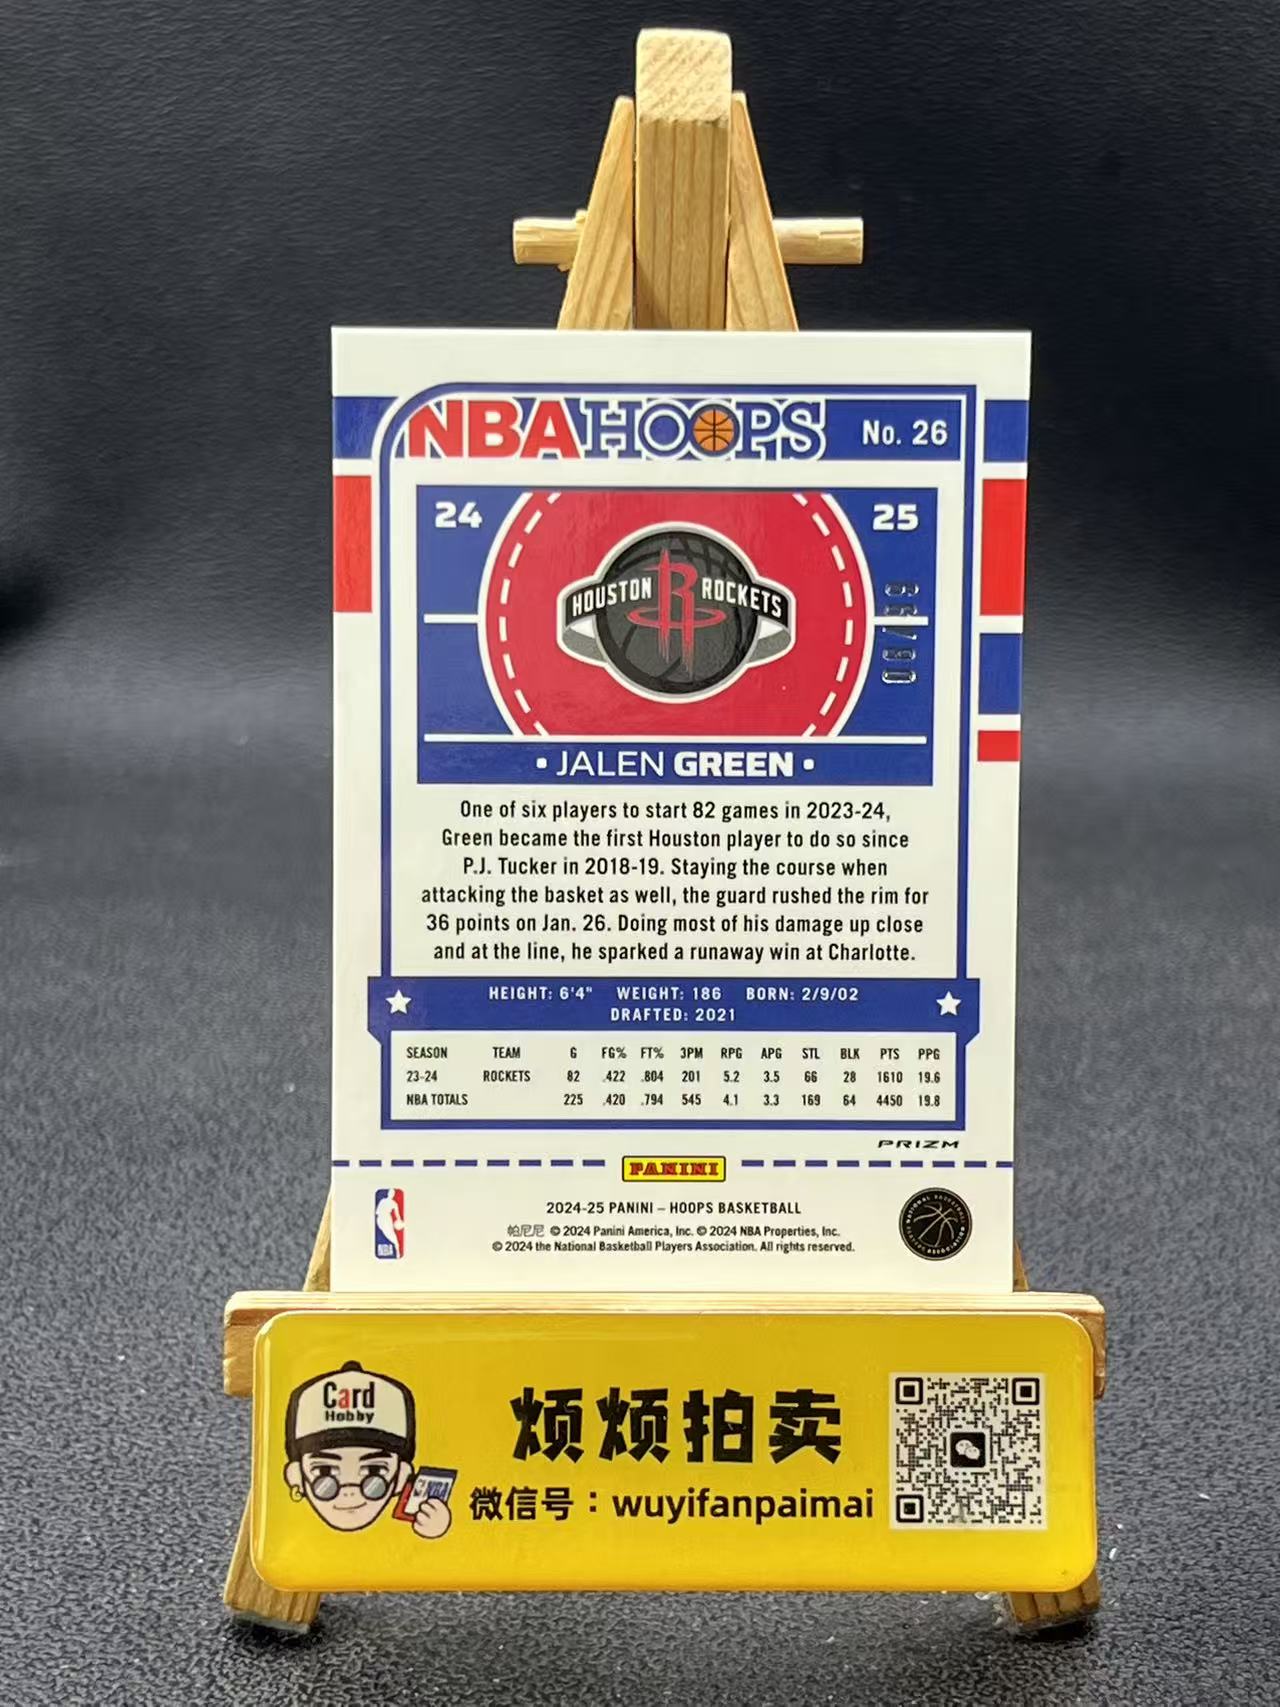 NBA HOOPS No. 26
24 25
HOUSTON R ROCKETS
• JALEN GREEN •
One of six players to start 82 games in 2023-24,
Green became the first Houston player to do so since
P.J. Tucker in 2018-19. Staying the course when
attacking the basket as well, the guard rushed the rim for
36 points on Jan. 26. Doing most of his damage up close
and at the line, he sparked a runaway win at Charlotte.
HEIGHT: 6'4" WEIGHT: 186 BORN: 2/9/02
DRAFTED: 2021
SEASON TEAM G FG% FT% 3PM RPG APG STL BLK PTS PPG
23-24 ROCKETS 82 .422 .804 201 5.2 3.5 66 28 1610 19.6
NBA TOTALS 225 .420 .794 545 4.1 3.3 169 64 4450 19.8
PRIZM
PANINI
NBA
2024-25 PANINI – HOOPS BASKETBALL
帕尼尼 © 2024 Panini America, Inc. © 2024 NBA Properties, Inc.
© 2024 the National Basketball Players Association. All rights reserved.
NATIONAL BASKETBALL PLAYERS ASSOCIATION
Card
Hobby
NBA
烦烦拍卖
微信号：wuyifanpaimai